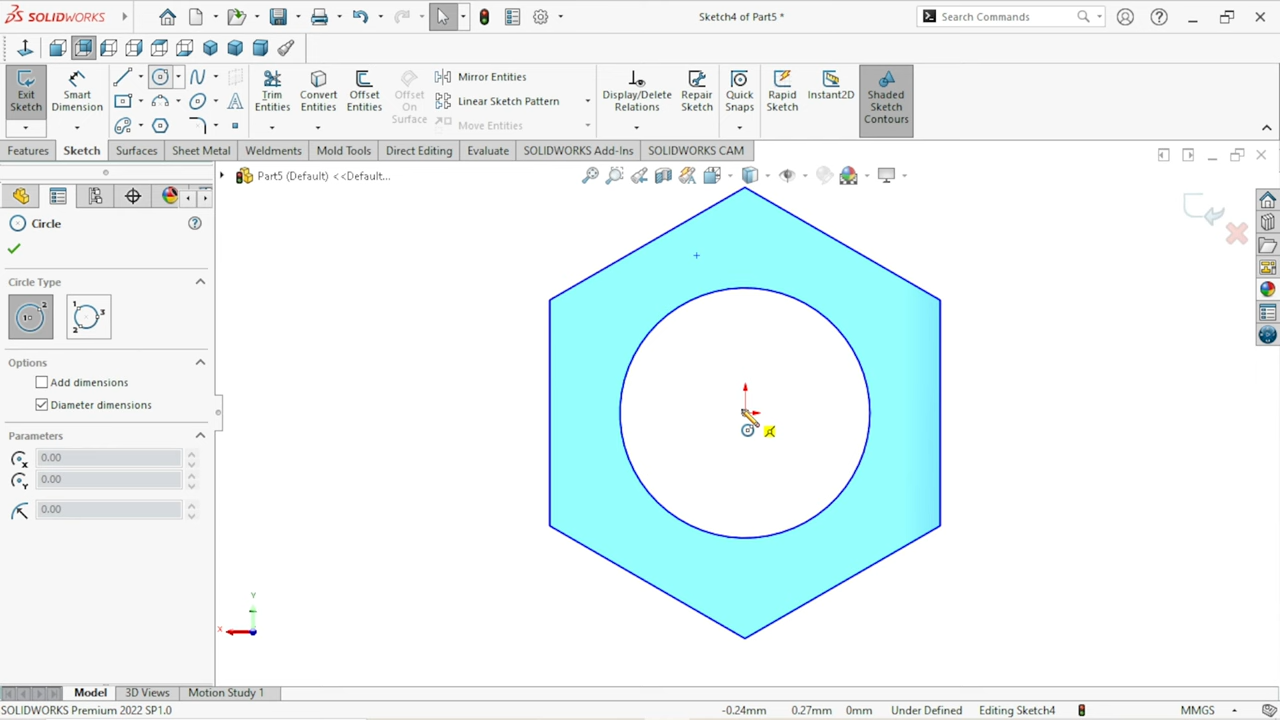 SOLIDWORKS
Sketch4 of Part5 *
Search Commands
Exit Sketch
Smart Dimension
Trim Entities
Convert Entities
Offset Entities
Offset On Surface
Mirror Entities
Linear Sketch Pattern
Move Entities
Display/Delete Relations
Repair Sketch
Quick Snaps
Rapid Sketch
Instant2D
Shaded Sketch Contours
Features
Sketch
Surfaces
Sheet Metal
Weldments
Mold Tools
Direct Editing
Evaluate
SOLIDWORKS Add-Ins
SOLIDWORKS CAM
Part5 (Default) <<Default...
Circle
Circle Type
Options
Add dimensions
Diameter dimensions
Parameters
0.00
0.00
0.00
Y
X
Model
3D Views
Motion Study 1
SOLIDWORKS Premium 2022 SP1.0
-0.24mm
0.27mm
0mm
Under Defined
Editing Sketch4
MMGS